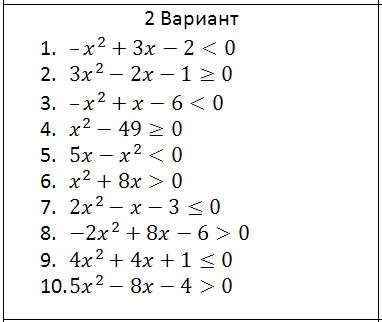 2 Вариант
1. −x² + 3x − 2 < 0
2. 3x² − 2x − 1 ≥ 0
3. −x² + x − 6 < 0
4. x² − 49 ≥ 0
5. 5x − x² < 0
6. x² + 8x > 0
7. 2x² − x − 3 ≤ 0
8. −2x² + 8x − 6 > 0
9. 4x² + 4x + 1 ≤ 0
10. 5x² − 8x − 4 > 0